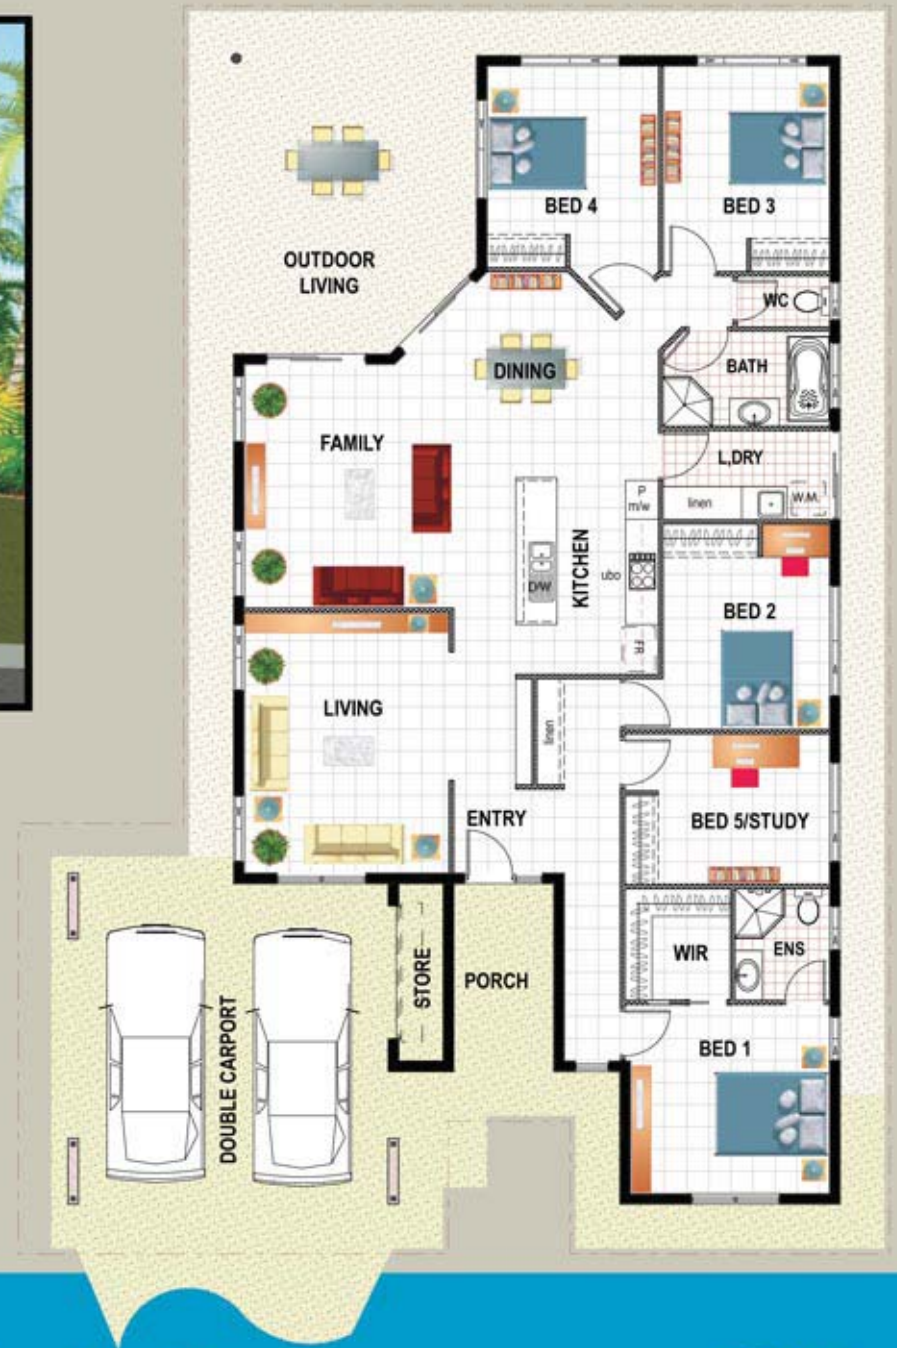 BED 4
BED 3
OUTDOOR
LIVING
WC
DINING
BATH
FAMILY
L,DRY
P
m/w
linen
W.M.
KITCHEN
ubo
D/W
BED 2
FR
LIVING
linen
ENTRY
BED 5/STUDY
STORE
PORCH
WIR
ENS
DOUBLE CARPORT
BED 1